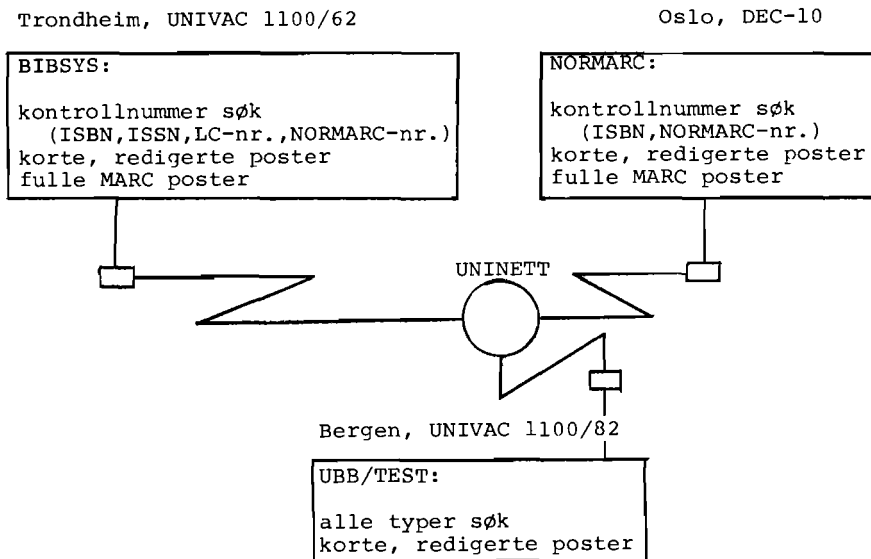 Trondheim, UNIVAC 1100/62
BIBSYS:
kontrollnummer søk
(ISBN,ISSN,LC-nr.,NORMARC-nr.)
korte, redigerte poster
fulle MARC poster
Oslo, DEC-10
NORMARC:
kontrollnummer søk
(ISBN,NORMARC-nr.)
korte, redigerte poster
fulle MARC poster
UNINETT
Bergen, UNIVAC 1100/82
UBB/TEST:
alle typer søk
korte, redigerte poster